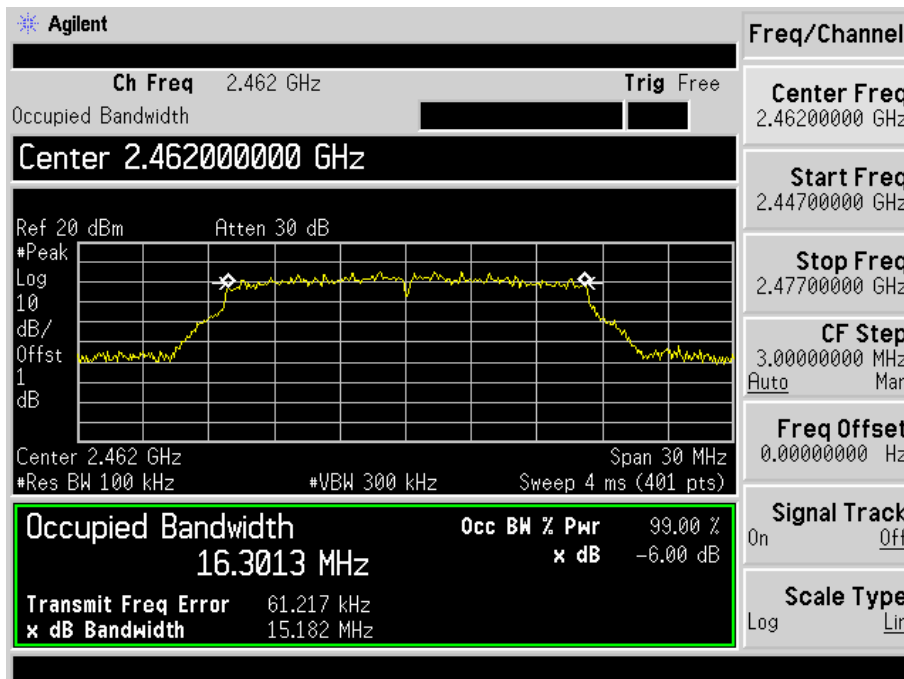 Agilent
Freq/Channel
Ch Freq 2.462 GHz Trig Free
Occupied Bandwidth
Center 2.462000000 GHz
Ref 20 dBm Atten 30 dB
#Peak
Log
10
dB/
Offst
1
dB
Center 2.462 GHz Span 30 MHz
#Res BW 100 kHz #VBW 300 kHz Sweep 4 ms (401 pts)
Occupied Bandwidth
16.3013 MHz
Occ BW % Pwr 99.00 %
x dB -6.00 dB
Transmit Freq Error 61.217 kHz
x dB Bandwidth 15.182 MHz
Center Freq
2.46200000 GHz
Start Freq
2.44700000 GHz
Stop Freq
2.47700000 GHz
CF Step
3.00000000 MHz
Auto Man
Freq Offset
0.00000000 Hz
Signal Track
On Off
Scale Type
Log Lin